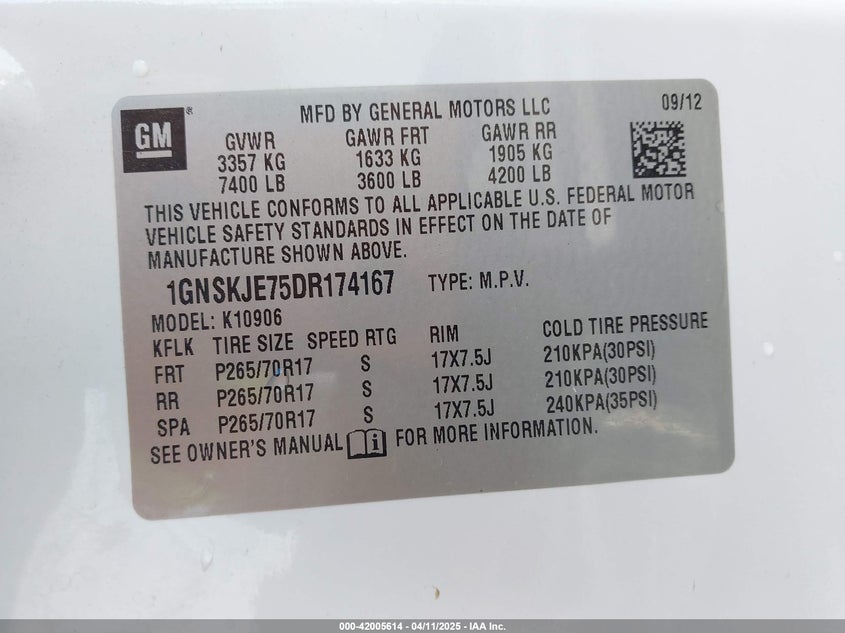 GM
®
MFD BY GENERAL MOTORS LLC 09/12
GVWR GAWR FRT GAWR RR
3357 KG 1633 KG 1905 KG
7400 LB 3600 LB 4200 LB
THIS VEHICLE CONFORMS TO ALL APPLICABLE U.S. FEDERAL MOTOR
VEHICLE SAFETY STANDARDS IN EFFECT ON THE DATE OF
MANUFACTURE SHOWN ABOVE.
1GNSKJE75DR174167 TYPE: M.P.V.
MODEL: K10906
KFLK TIRE SIZE SPEED RTG RIM COLD TIRE PRESSURE
FRT P265/70R17 S 17X7.5J 210KPA(30PSI)
RR P265/70R17 S 17X7.5J 210KPA(30PSI)
SPA P265/70R17 S 17X7.5J 240KPA(35PSI)
SEE OWNER'S MANUAL i FOR MORE INFORMATION.
000-42005614 - 04/11/2025 - IAA Inc.